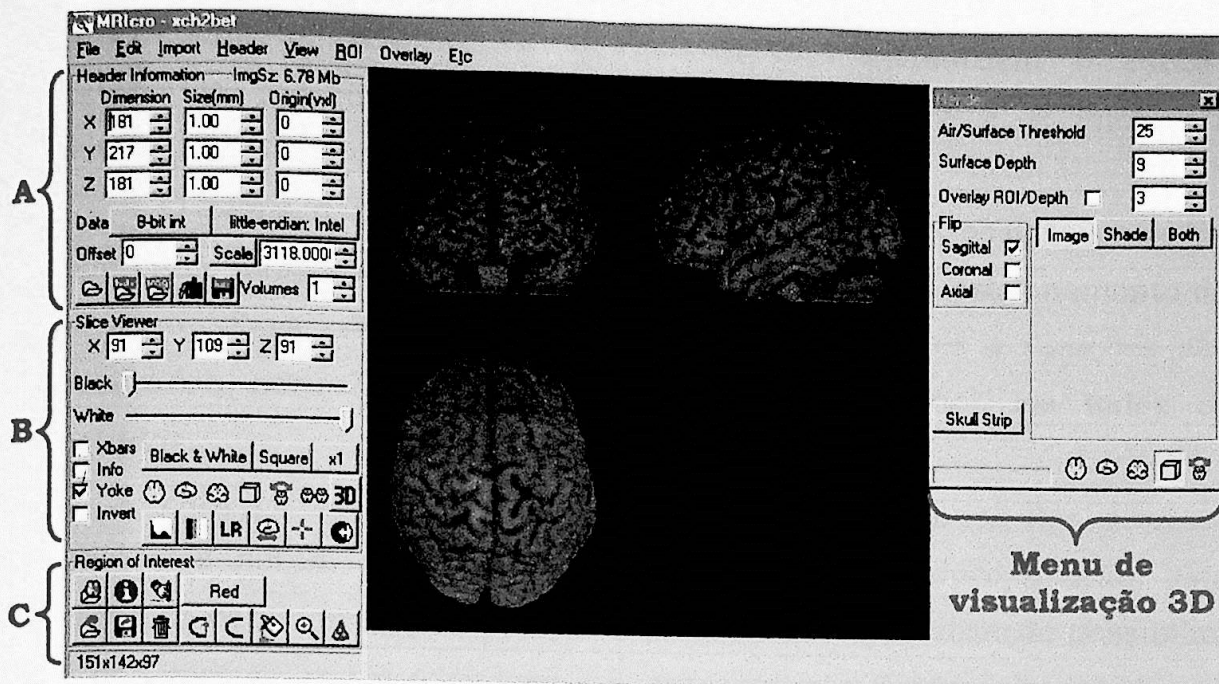 MRIcro - xch2bet
File Edit Import Header View ROI Overlay Etc
A
Header Information ImgSz: 6.78 Mb
Dimension Size(mm) Origin(vxl)
X 181 1.00 0
Y 217 1.00 0
Z 181 1.00 0
Data 8-bit int little-endian: Intel
Offset 0 Scale 3118.000
Volumes 1
B
Slice Viewer
X 91 Y 109 Z 91
Black
White
Xbars
Info
Yoke
Invert
Black & White Square x1
3D
LR
C
Region of Interest
Red
151x142x97
Air/Surface Threshold 25
Surface Depth 9
Overlay ROI/Depth 3
Flip
Sagittal
Coronal
Axial
Image Shade Both
Skull Strip
Menu de
visualização 3D